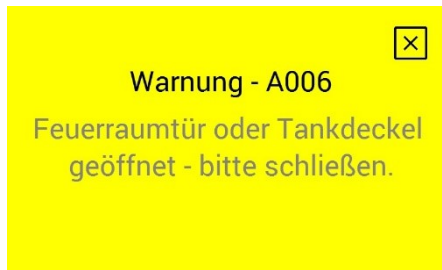 Warnung - A006
Feuerraumtür oder Tankdeckel
geöffnet - bitte schließen.